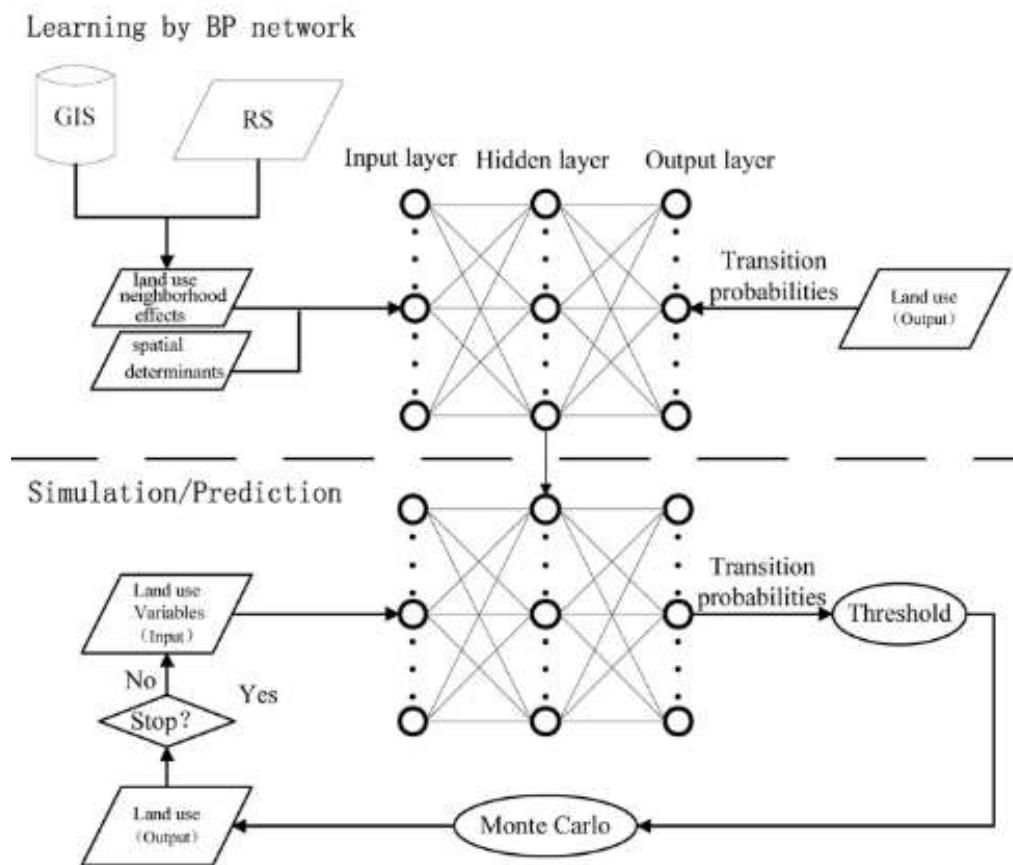 Learning by BP network
GIS
RS
Input layer
Hidden layer
Output layer
land use
neighborhood
effects
spatial
determinants
Transition
probabilities
Land use
(Output)
Simulation/Prediction
Land use
Variables
(Input)
Transition
probabilities
Threshold
No
Yes
Stop?
Land use
(Output)
Monte Carlo